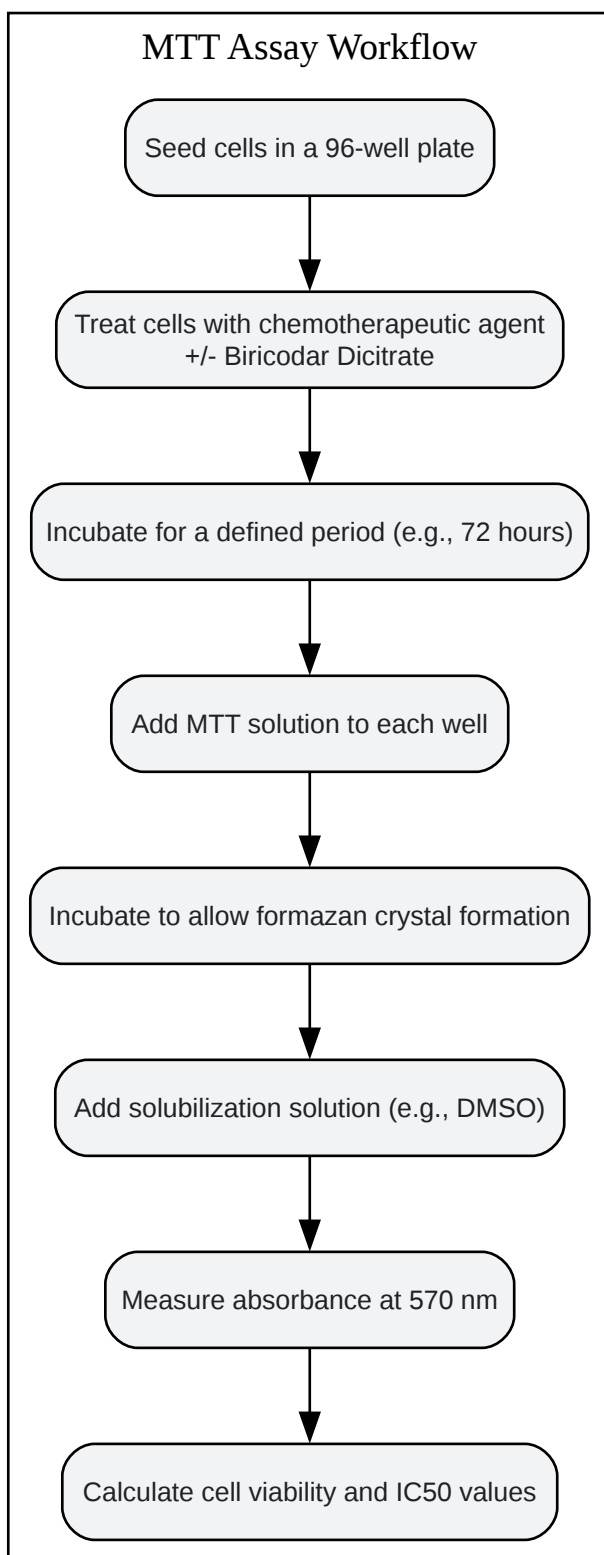 MTT Assay Workflow
Seed cells in a 96-well plate
Treat cells with chemotherapeutic agent
+/- Biricodar Dicitrate
Incubate for a defined period (e.g., 72 hours)
Add MTT solution to each well
Incubate to allow formazan crystal formation
Add solubilization solution (e.g., DMSO)
Measure absorbance at 570 nm
Calculate cell viability and IC50 values